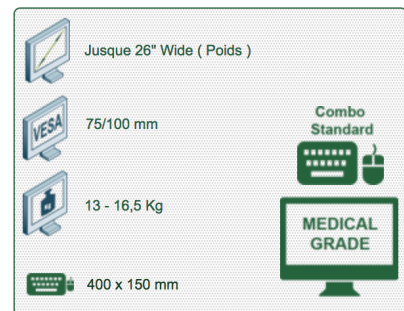 Jusque 26" Wide ( Poids )
VESA
75/100 mm
Combo
Standard
KG
13 - 16,5 Kg
MEDICAL
GRADE
400 x 150 mm